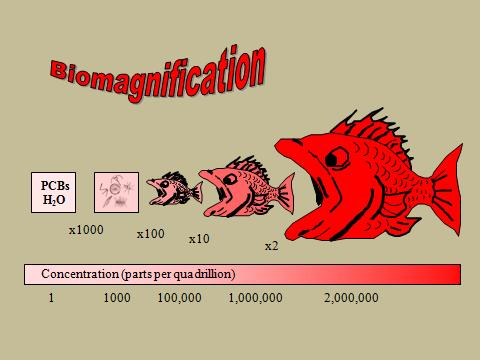 Biomagnification
PCBs
H₂O
x1000
x100
x10
x2
Concentration (parts per quadrillion)
1 1000 100,000 1,000,000 2,000,000